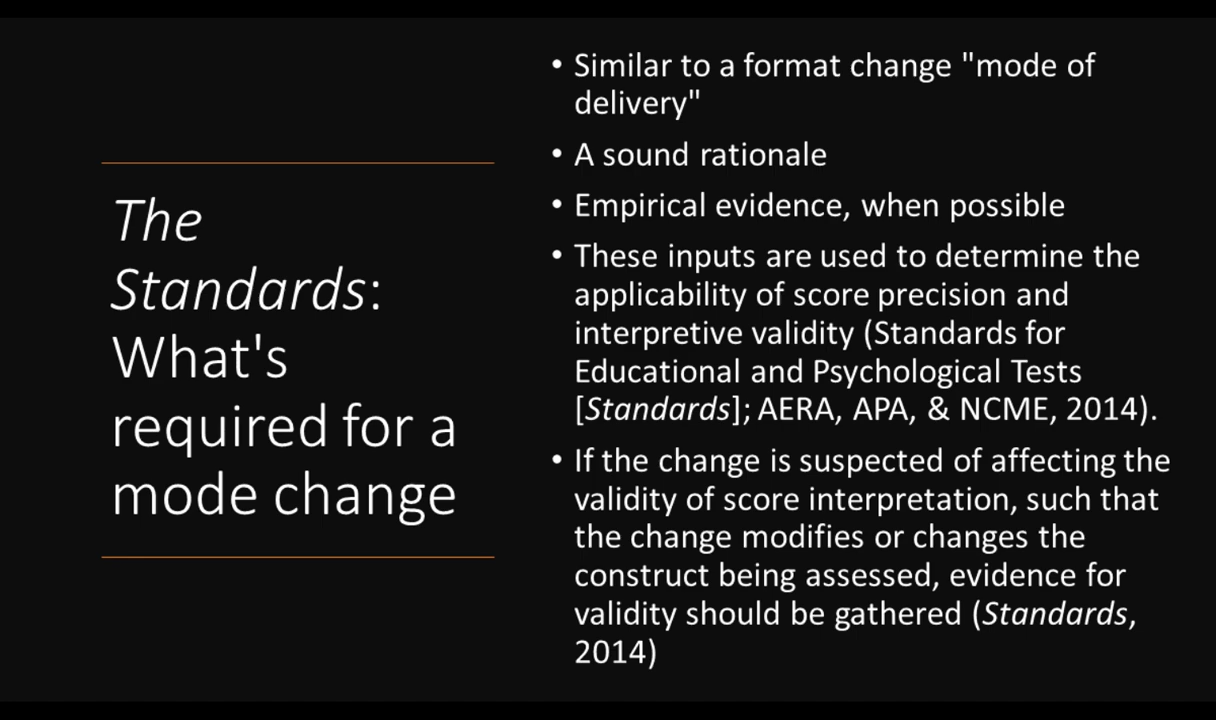 The
Standards:
What's
required for a
mode change
• Similar to a format change "mode of
delivery"
• A sound rationale
• Empirical evidence, when possible
• These inputs are used to determine the
applicability of score precision and
interpretive validity (Standards for
Educational and Psychological Tests
[Standards]; AERA, APA, & NCME, 2014).
• If the change is suspected of affecting the
validity of score interpretation, such that
the change modifies or changes the
construct being assessed, evidence for
validity should be gathered (Standards,
2014)